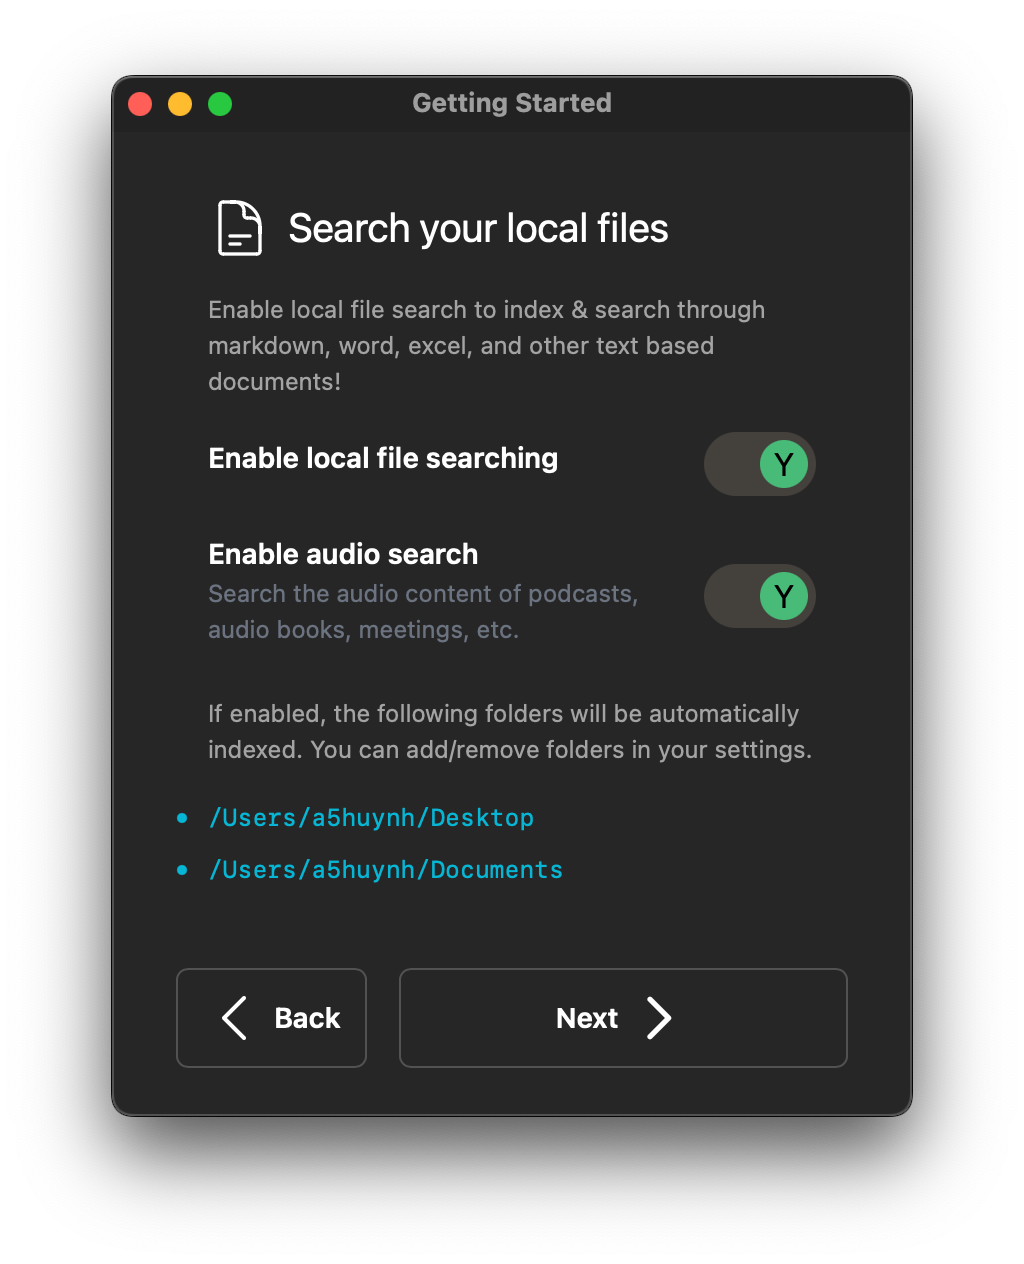 Getting Started
Search your local files
Enable local file search to index & search through
markdown, word, excel, and other text based
documents!
Enable local file searching
Y
Enable audio search
Search the audio content of podcasts,
audio books, meetings, etc.
Y
If enabled, the following folders will be automatically
indexed. You can add/remove folders in your settings.
/Users/a5huynh/Desktop
/Users/a5huynh/Documents
Back
Next